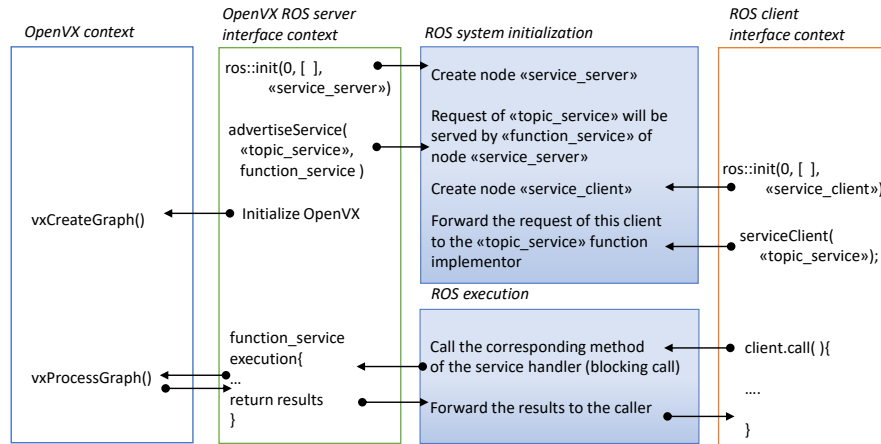 OpenVX context
OpenVX ROS server
interface context
ROS system initialization
ROS client
interface context
ros::init(0, [ ],
«service_server»)
Create node «service_server»
advertiseService(
«topic_service»,
function_service )
Request of «topic_service» will be
served by «function_service» of
node «service_server»
ros::init(0, [ ],
«service_client»)
Create node «service_client»
vxCreateGraph()
Initialize OpenVX
Forward the request of this client
to the «topic_service» function
implementor
serviceClient(
«topic_service»);
ROS execution
function_service
execution{
...
return results
}
Call the corresponding method
of the service handler (blocking call)
client.call( ){
vxProcessGraph()
Forward the results to the caller
....
}